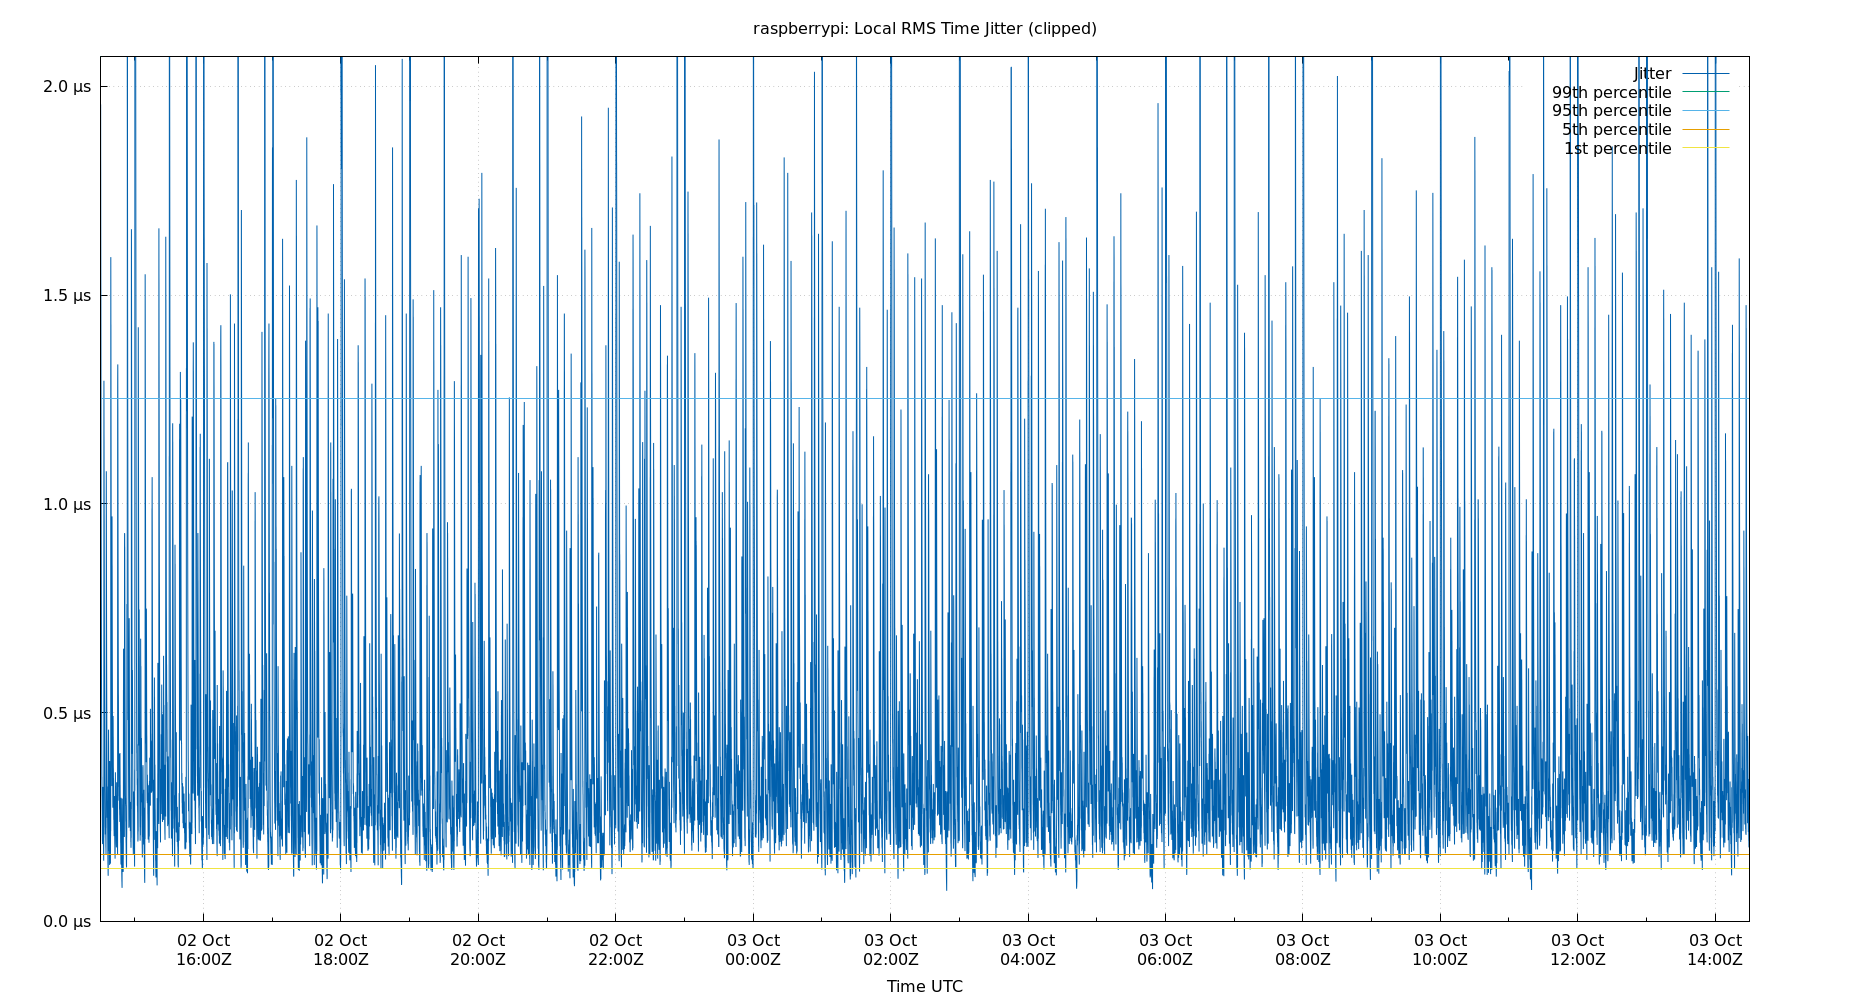 raspberrypi: Local RMS Time Jitter (clipped)
2.0 µs
1.5 µs
1.0 µs
0.5 µs
0.0 µs
Jitter
99th percentile
95th percentile
5th percentile
1st percentile
02 Oct
16:00Z
02 Oct
18:00Z
02 Oct
20:00Z
02 Oct
22:00Z
03 Oct
00:00Z
03 Oct
02:00Z
03 Oct
04:00Z
03 Oct
06:00Z
03 Oct
08:00Z
03 Oct
10:00Z
03 Oct
12:00Z
03 Oct
14:00Z
Time UTC